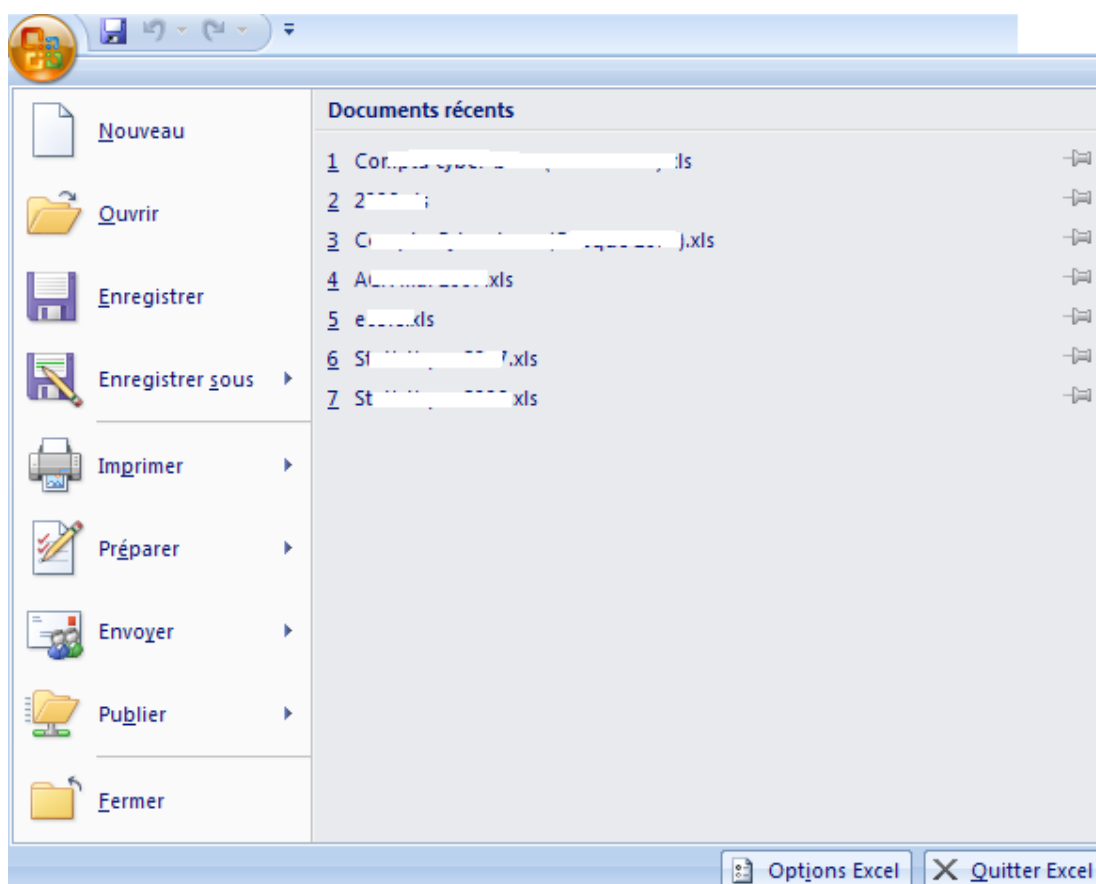 Nouveau
Ouvrir
Enregistrer
Enregistrer sous
Imprimer
Préparer
Envoyer
Publier
Fermer
Documents récents
1
2
3 .xls
4 .xls
5 .xls
6 .xls
7 xls
Options Excel
Quitter Excel